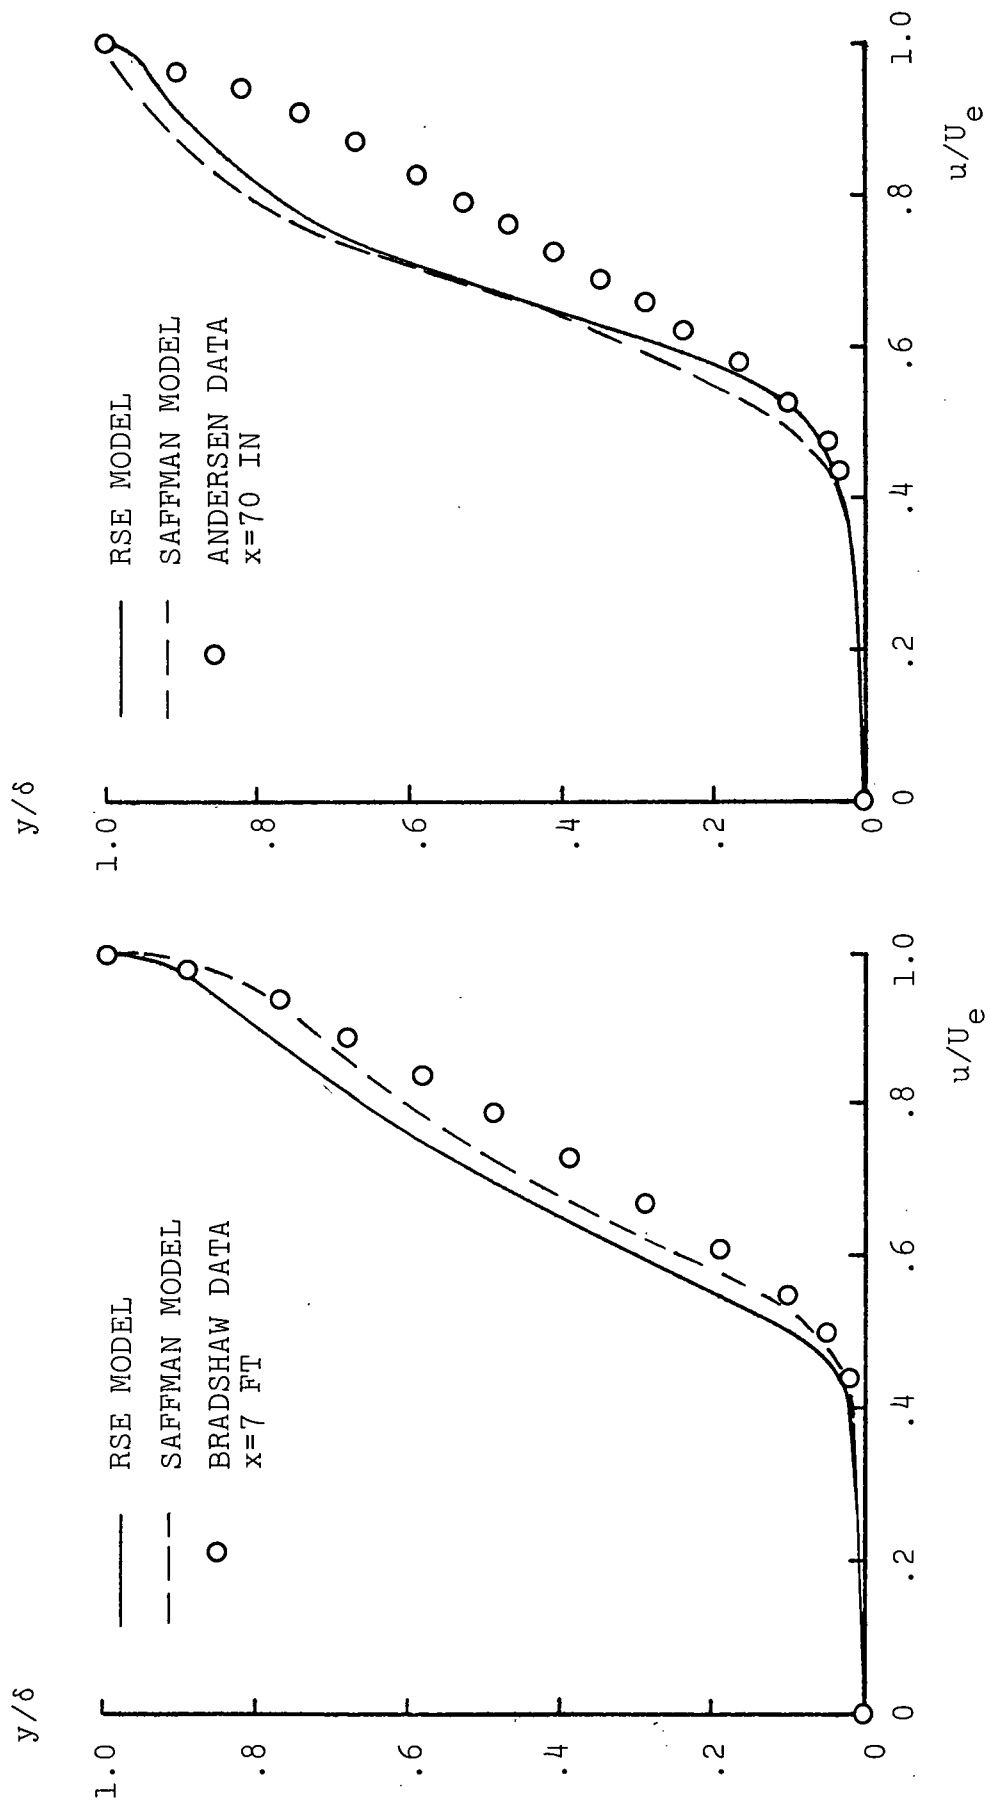 y/δ
1.0
.8
.6
.4
.2
0
RSE MODEL
SAFFMAN MODEL
BRADSHAW DATA
x=7 FT
0
.2
.4
.6
.8
1.0
u/Ue
y/δ
1.0
.8
.6
.4
.2
0
RSE MODEL
SAFFMAN MODEL
ANDERSEN DATA
x=70 IN
0
.2
.4
.6
.8
1.0
u/Ue